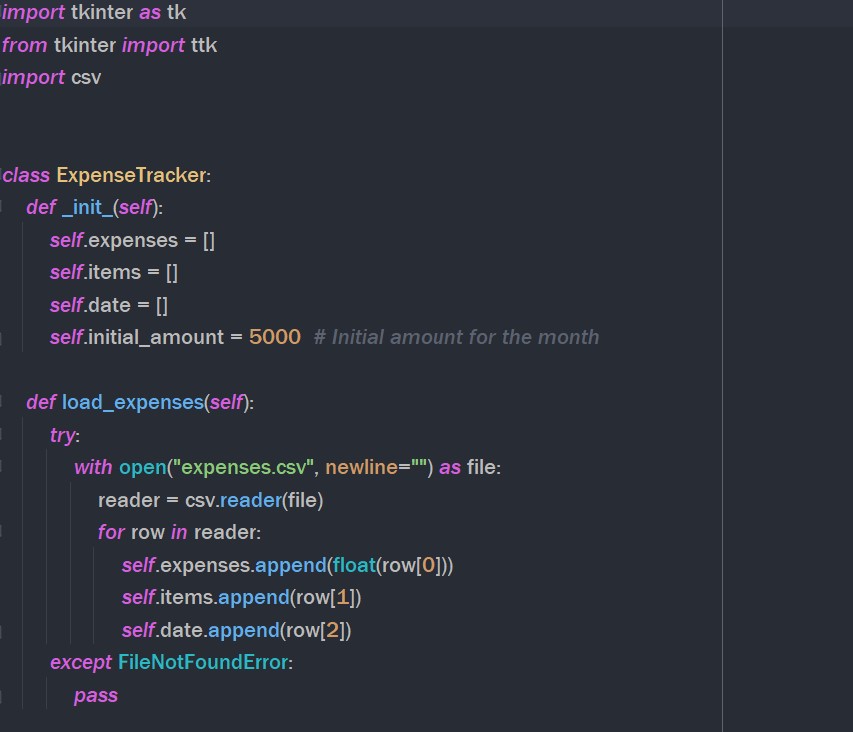 import tkinter as tk
from tkinter import ttk
import csv
class ExpenseTracker:
def _init_(self):
self.expenses = []
self.items = []
self.date = []
self.initial_amount = 5000  # Initial amount for the month
def load_expenses(self):
try:
with open("expenses.csv", newline="") as file:
reader = csv.reader(file)
for row in reader:
self.expenses.append(float(row[0]))
self.items.append(row[1])
self.date.append(row[2])
except FileNotFoundError:
pass